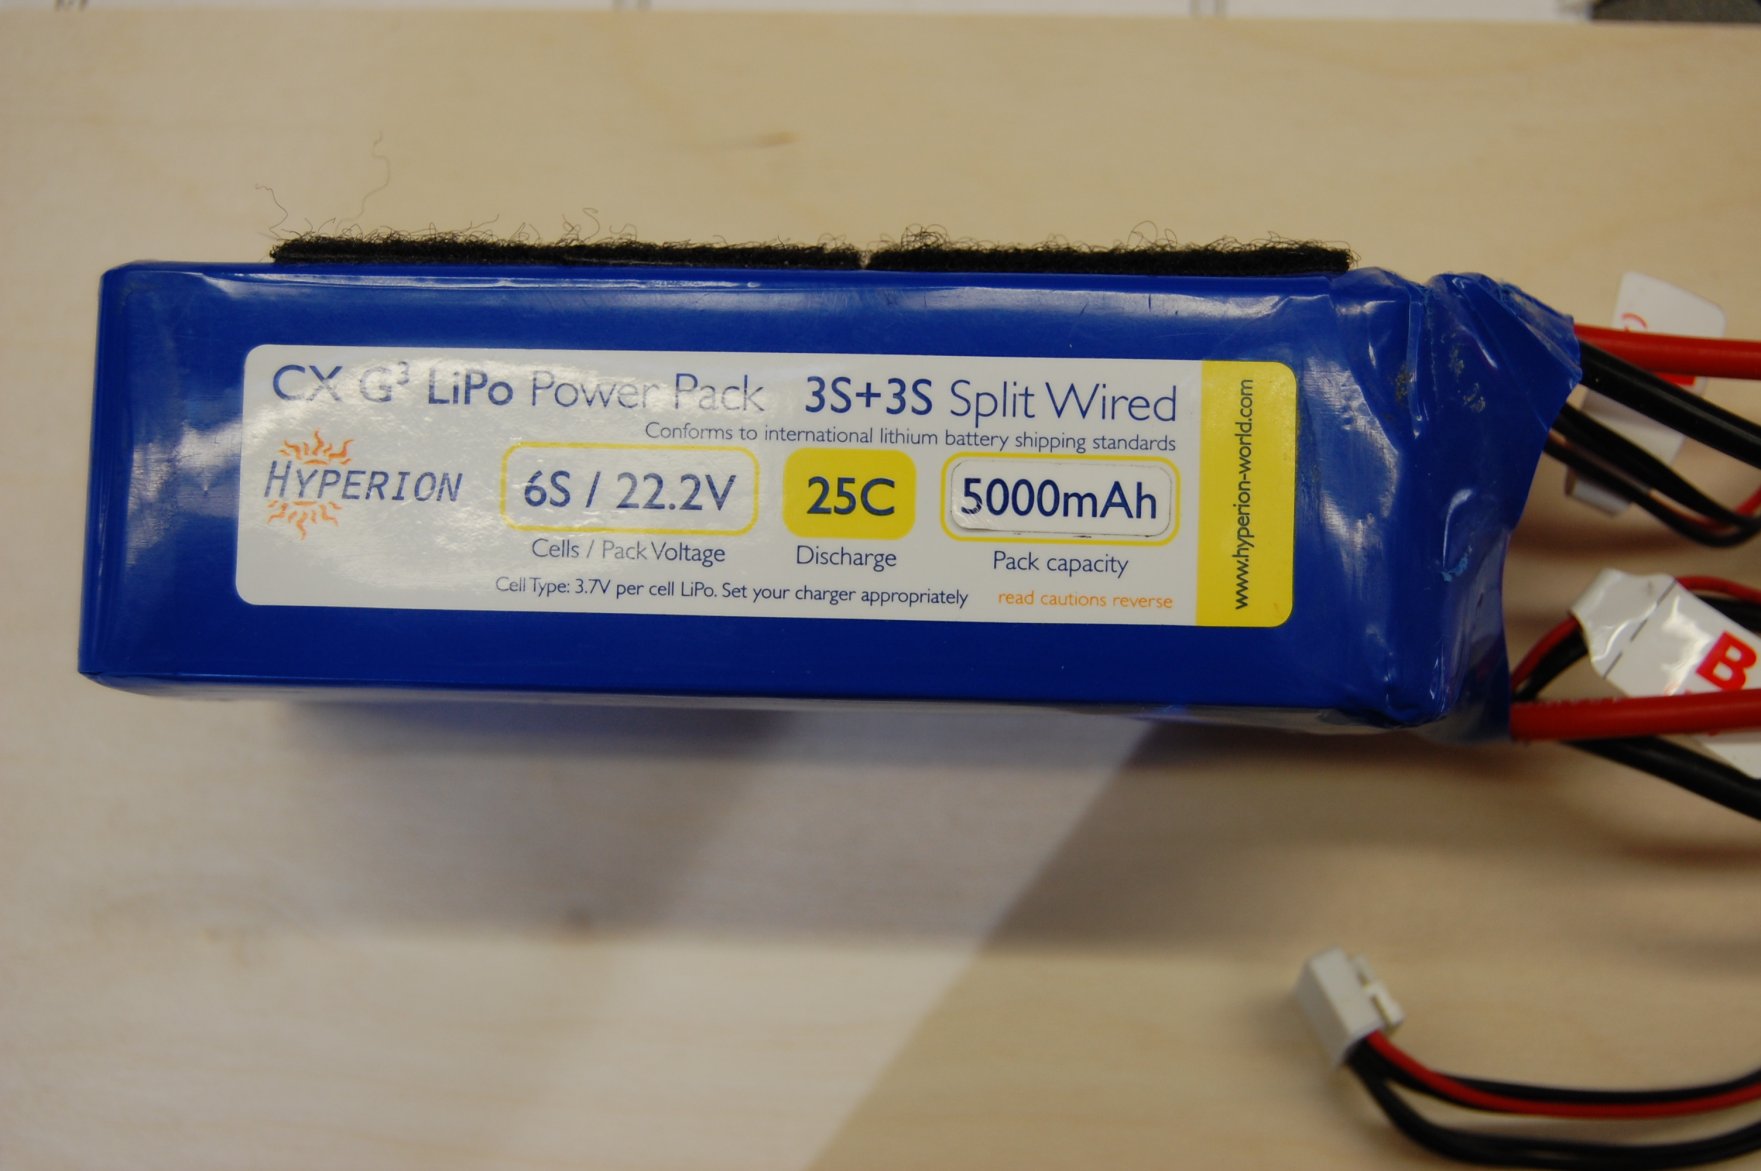 CX G³ LiPo Power Pack 3S+3S Split Wired
Conforms to international lithium battery shipping standards
HYPERION
6S / 22.2V
25C
5000mAh
Cells / Pack Voltage
Discharge
Pack capacity
Cell Type: 3.7V per cell LiPo. Set your charger appropriately
read cautions reverse
www.hyperion-world.com
B